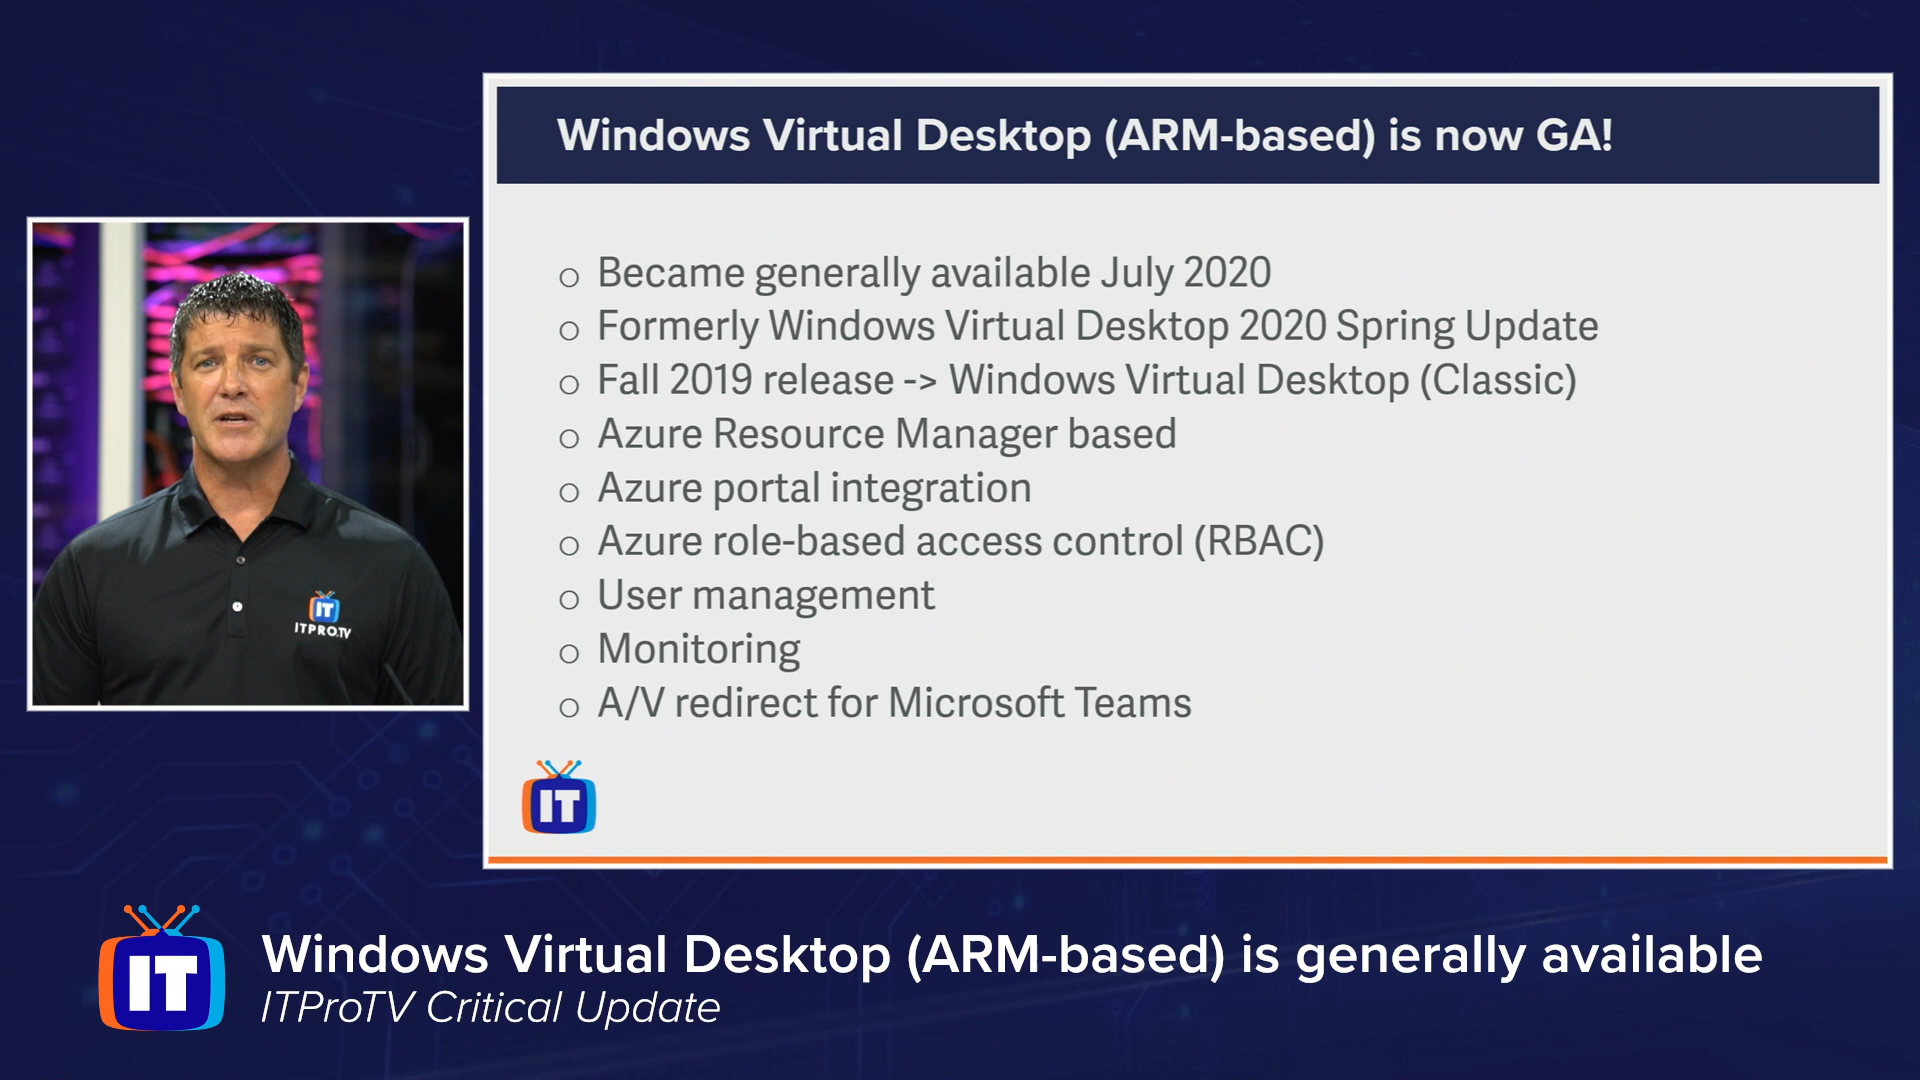 Windows Virtual Desktop (ARM-based) is now GA!
Became generally available July 2020
Formerly Windows Virtual Desktop 2020 Spring Update
Fall 2019 release -> Windows Virtual Desktop (Classic)
Azure Resource Manager based
Azure portal integration
Azure role-based access control (RBAC)
User management
Monitoring
A/V redirect for Microsoft Teams
IT
IT
ITPRO.TV
IT
Windows Virtual Desktop (ARM-based) is generally available
ITProTV Critical Update